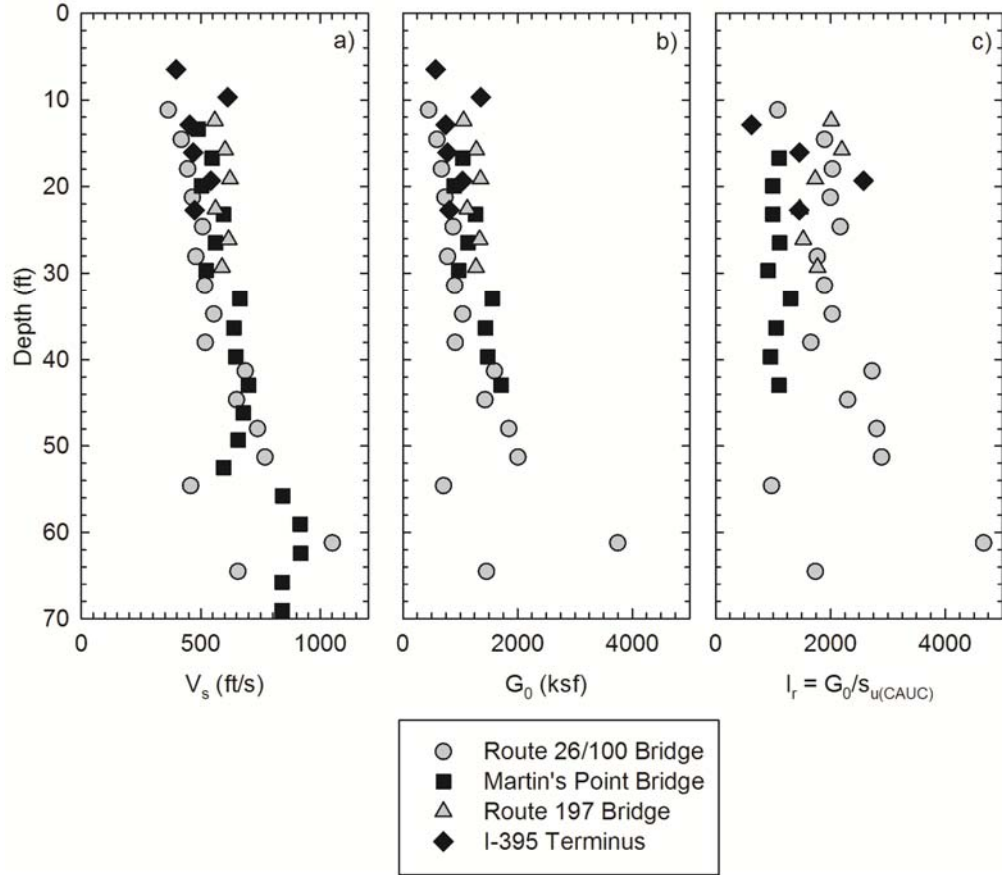 a)
b)
c)
0
10
20
30
40
50
60
70
Depth (ft)
0
500
1000
0
2000
4000
0
2000
4000
Vₛ (ft/s)
G₀ (ksf)
Iᵣ = G₀/sᵤ₍CAUC₎
Route 26/100 Bridge
Martin's Point Bridge
Route 197 Bridge
I-395 Terminus